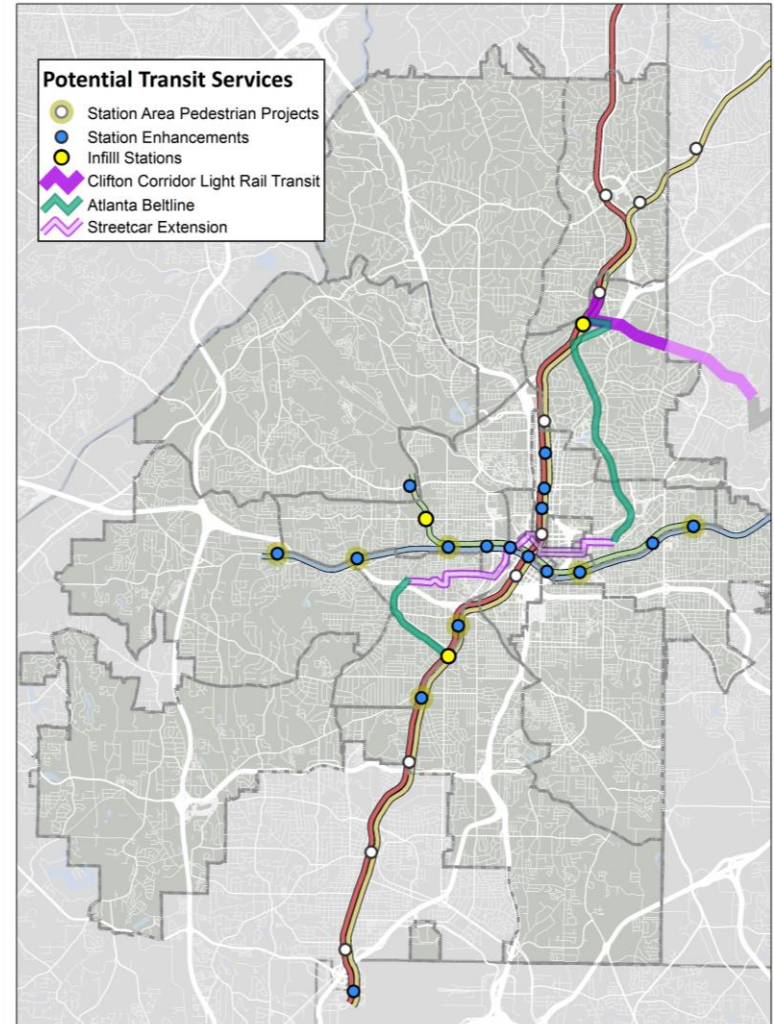 Potential Transit Services
Station Area Pedestrian Projects
Station Enhancements
Infilll Stations
Clifton Corridor Light Rail Transit
Atlanta Beltline
Streetcar Extension